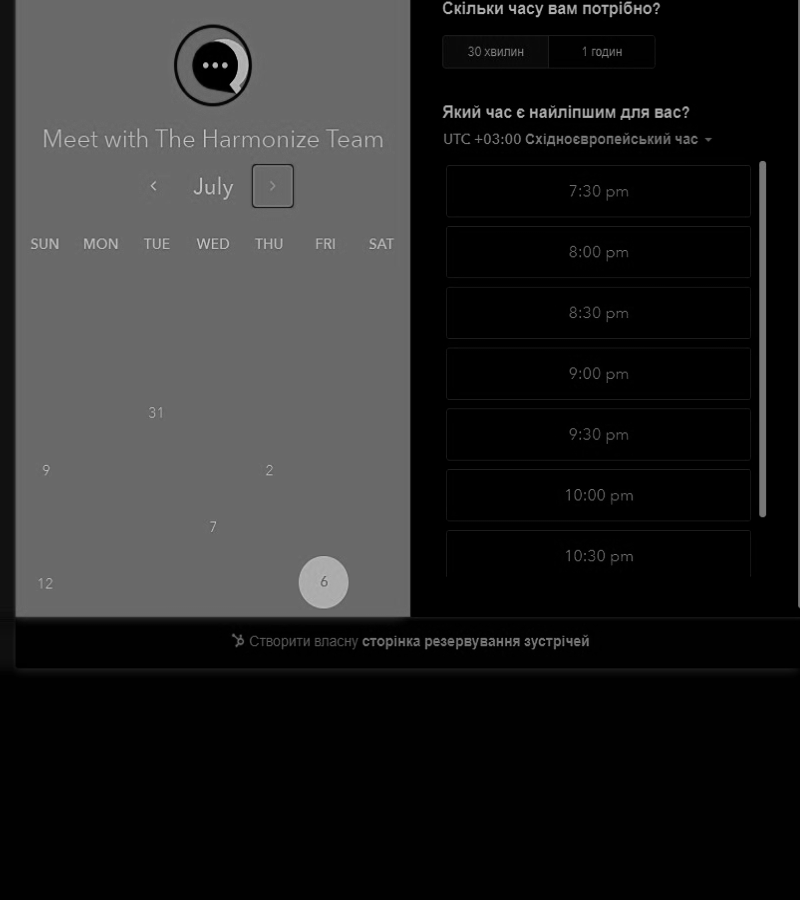 Meet with The Harmonize Team
July
SUN MON TUE WED THU FRI SAT
31
9 2
7
12 6
Скільки часу вам потрібно?
30 хвилин 1 годин
Який час є найліпшим для вас?
UTC +03:00 Східноєвропейський час
7:30 pm
8:00 pm
8:30 pm
9:00 pm
9:30 pm
10:00 pm
10:30 pm
Створити власну сторінка резервування зустрічей